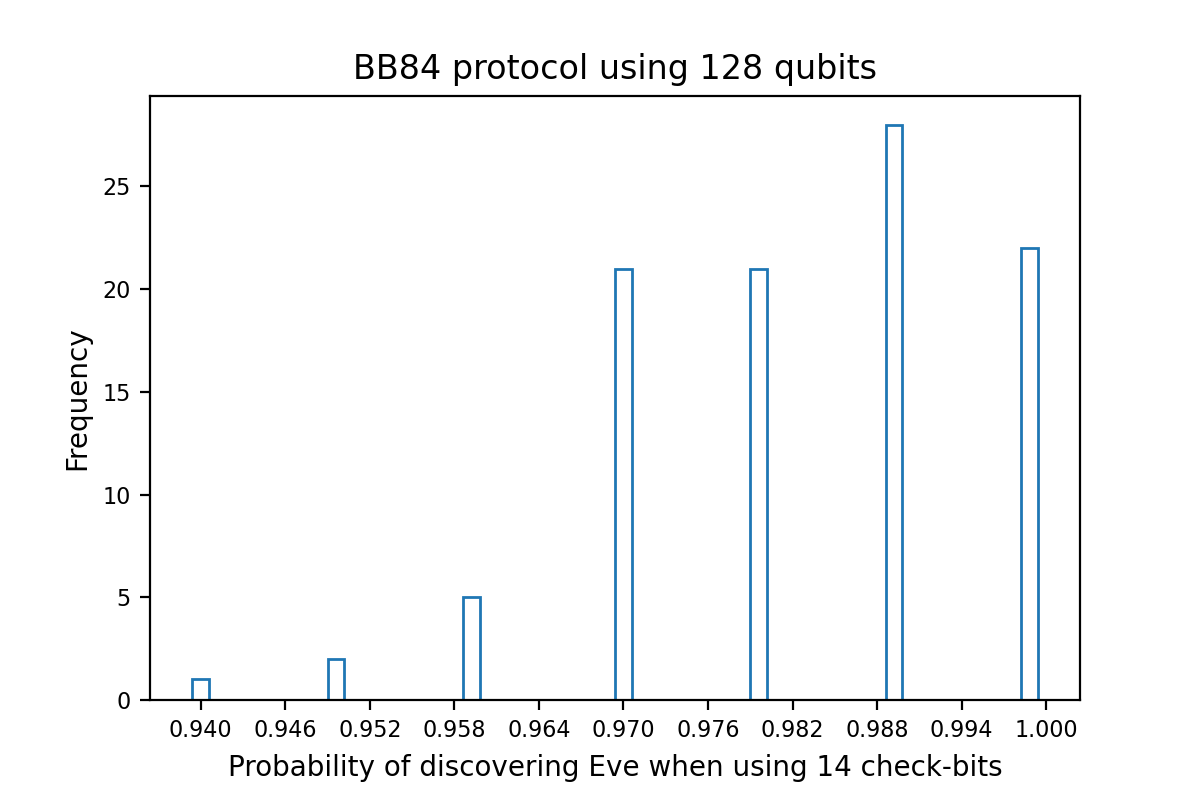 BB84 protocol using 128 qubits
Frequency
25
20
15
10
5
0
0.940 0.946 0.952 0.958 0.964 0.970 0.976 0.982 0.988 0.994 1.000
Probability of discovering Eve when using 14 check-bits